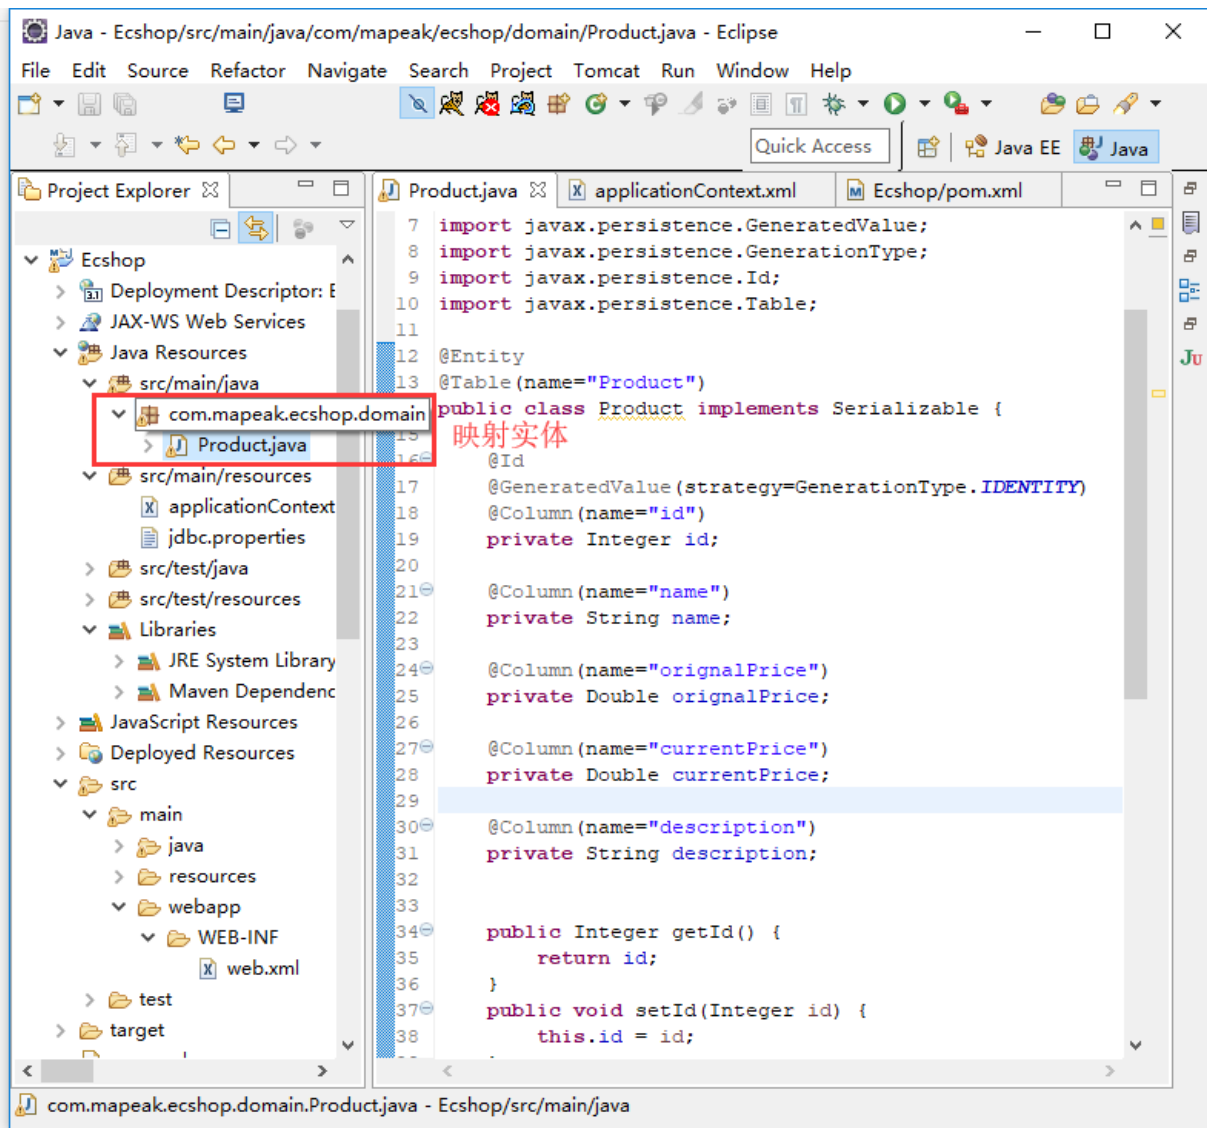 Java - Ecshop/src/main/java/com/mapeak/ecshop/domain/Product.java - Eclipse
File Edit Source Refactor Navigate Search Project Tomcat Run Window Help
Quick Access
Java EE
Java
Project Explorer
Product.java
applicationContext.xml
Ecshop/pom.xml
Ecshop
Deployment Descriptor: E
JAX-WS Web Services
Java Resources
src/main/java
com.mapeak.ecshop.domain
Product.java
src/main/resources
applicationContext
jdbc.properties
src/test/java
src/test/resources
Libraries
JRE System Library
Maven Dependenc
JavaScript Resources
Deployed Resources
src
main
java
resources
webapp
WEB-INF
web.xml
test
target
7 import javax.persistence.GeneratedValue;
8 import javax.persistence.GenerationType;
9 import javax.persistence.Id;
10 import javax.persistence.Table;
11
12 @Entity
13 @Table(name="Product")
public class Product implements Serializable {
15 映射实体
16 @Id
17 @GeneratedValue(strategy=GenerationType.IDENTITY)
18 @Column(name="id")
19 private Integer id;
20
21 @Column(name="name")
22 private String name;
23
24 @Column(name="orignalPrice")
25 private Double orignalPrice;
26
27 @Column(name="currentPrice")
28 private Double currentPrice;
29
30 @Column(name="description")
31 private String description;
32
33
34 public Integer getId() {
35 return id;
36 }
37 public void setId(Integer id) {
38 this.id = id;
Ju
com.mapeak.ecshop.domain.Product.java - Ecshop/src/main/java